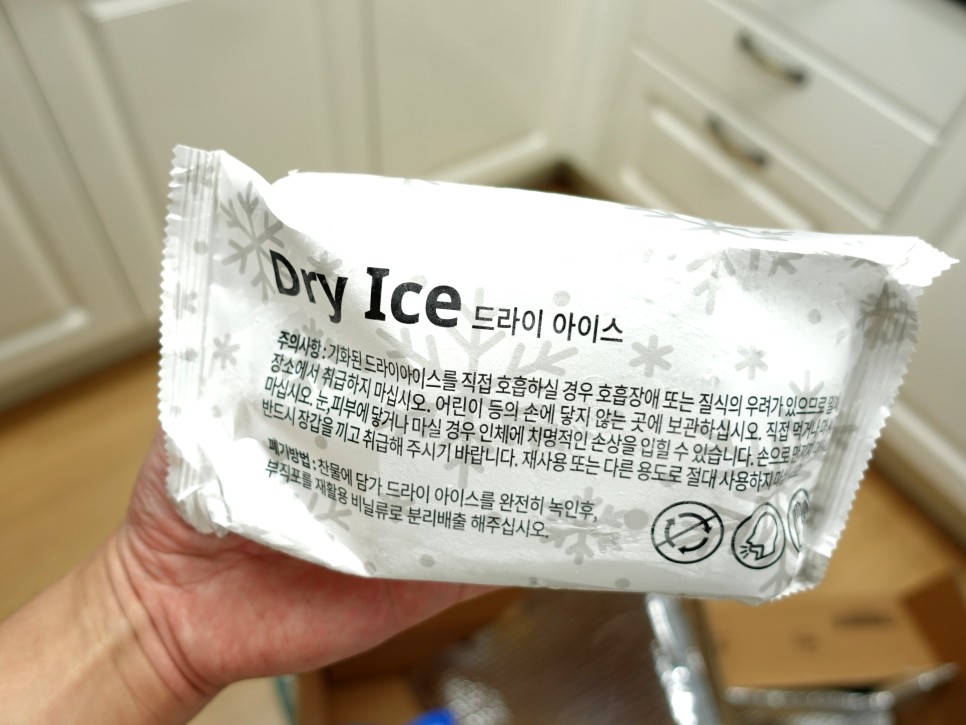 Dry Ice 드라이 아이스
주의사항 : 기화된 드라이아이스를 직접 호흡하실 경우 호흡장애 또는 질식의 우려가 있으므로
장소에서 취급하지 마십시오. 어린이 등의 손에 닿지 않는 곳에 보관하십시오. 직접 먹거나
마십시오. 눈,피부에 닿거나 마실 경우 인체에 치명적인 손상을 입힐 수 있습니다. 손으로
반드시 장갑을 끼고 취급해 주시기 바랍니다. 재사용 또는 다른 용도로 절대 사용하지
폐기방법 : 찬물에 담가 드라이 아이스를 완전히 녹인후,
부직포를 재활용 비닐류로 분리배출 해주십시오.